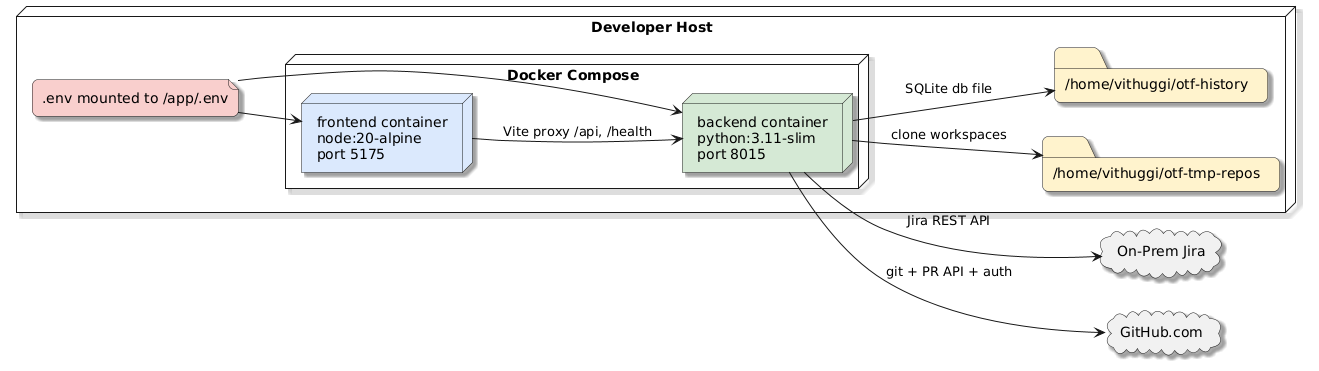 Developer Host
Docker Compose
.env mounted to /app/.env
frontend container
node:20-alpine
port 5175
Vite proxy /api, /health
backend container
python:3.11-slim
port 8015
SQLite db file
/home/vithuggi/otf-history
clone workspaces
/home/vithuggi/otf-tmp-repos
Jira REST API
On-Prem Jira
git + PR API + auth
GitHub.com